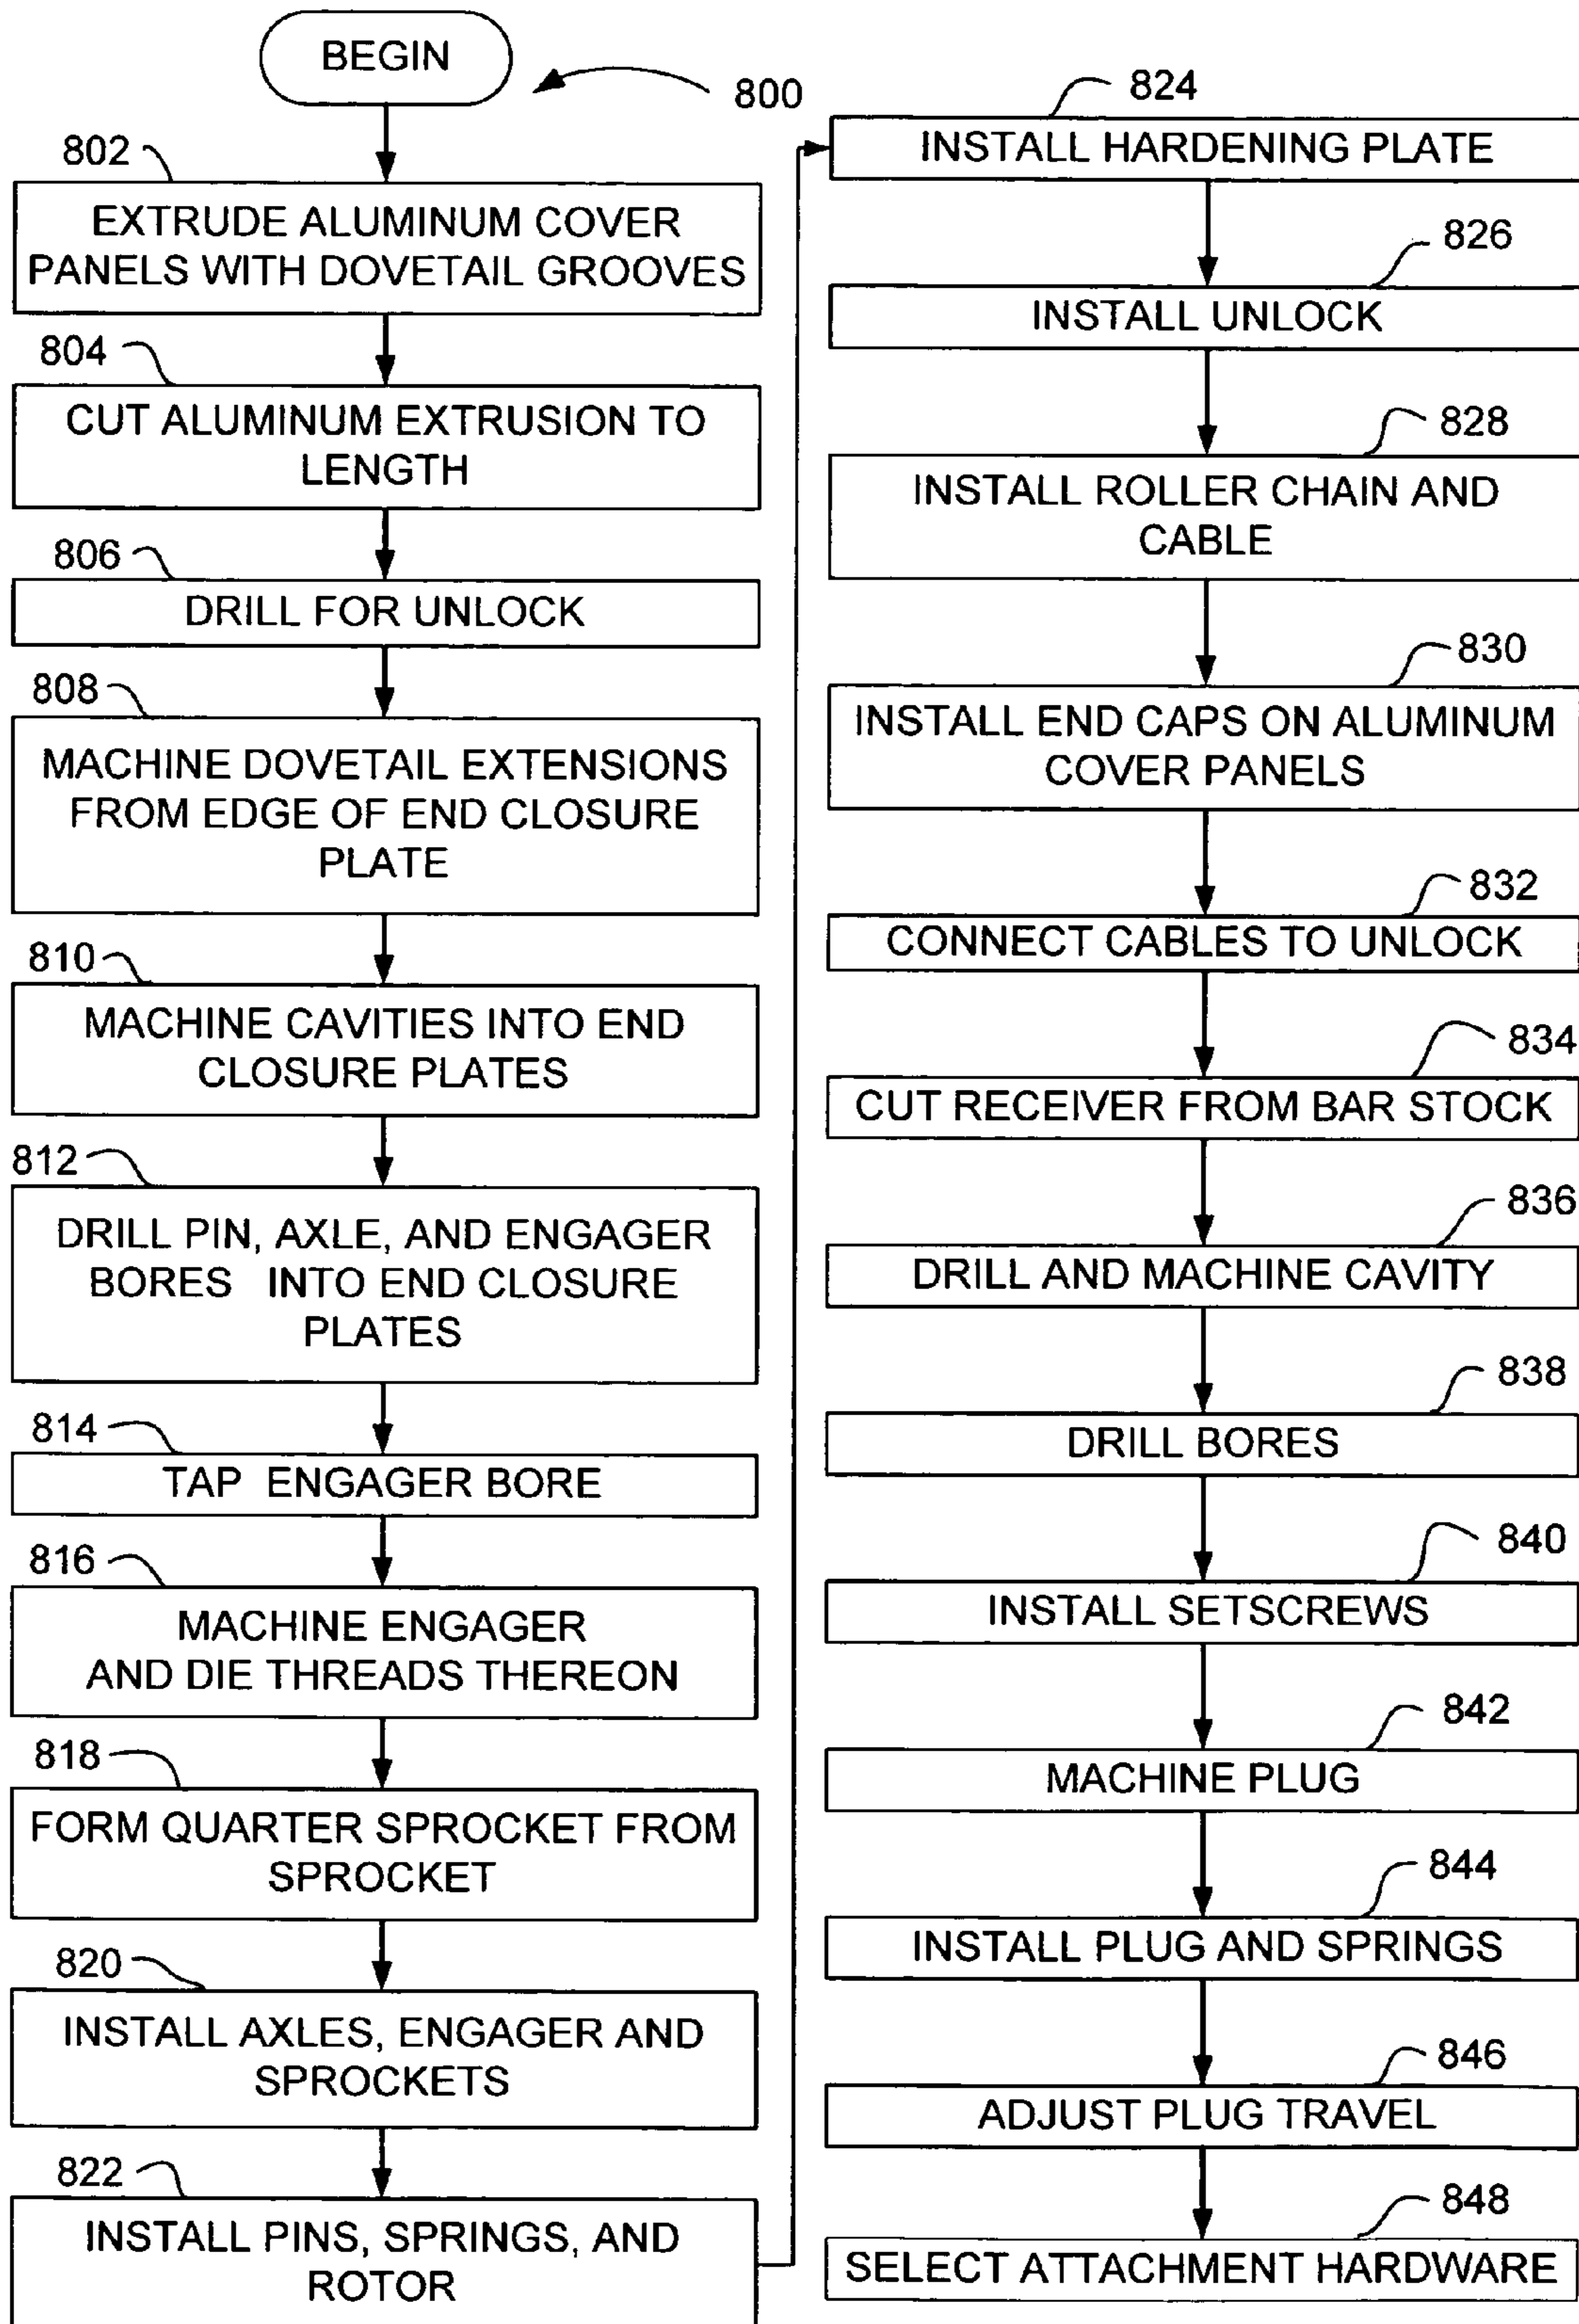 BEGIN
800
802
EXTRUDE ALUMINUM COVER
PANELS WITH DOVETAIL GROOVES
804
CUT ALUMINUM EXTRUSION TO
LENGTH
806
DRILL FOR UNLOCK
808
MACHINE DOVETAIL EXTENSIONS
FROM EDGE OF END CLOSURE
PLATE
810
MACHINE CAVITIES INTO END
CLOSURE PLATES
812
DRILL PIN, AXLE, AND ENGAGER
BORES INTO END CLOSURE
PLATES
814
TAP ENGAGER BORE
816
MACHINE ENGAGER
AND DIE THREADS THEREON
818
FORM QUARTER SPROCKET FROM
SPROCKET
820
INSTALL AXLES, ENGAGER AND
SPROCKETS
822
INSTALL PINS, SPRINGS, AND
ROTOR
824
INSTALL HARDENING PLATE
826
INSTALL UNLOCK
828
INSTALL ROLLER CHAIN AND
CABLE
830
INSTALL END CAPS ON ALUMINUM
COVER PANELS
832
CONNECT CABLES TO UNLOCK
834
CUT RECEIVER FROM BAR STOCK
836
DRILL AND MACHINE CAVITY
838
DRILL BORES
840
INSTALL SETSCREWS
842
MACHINE PLUG
844
INSTALL PLUG AND SPRINGS
846
ADJUST PLUG TRAVEL
848
SELECT ATTACHMENT HARDWARE